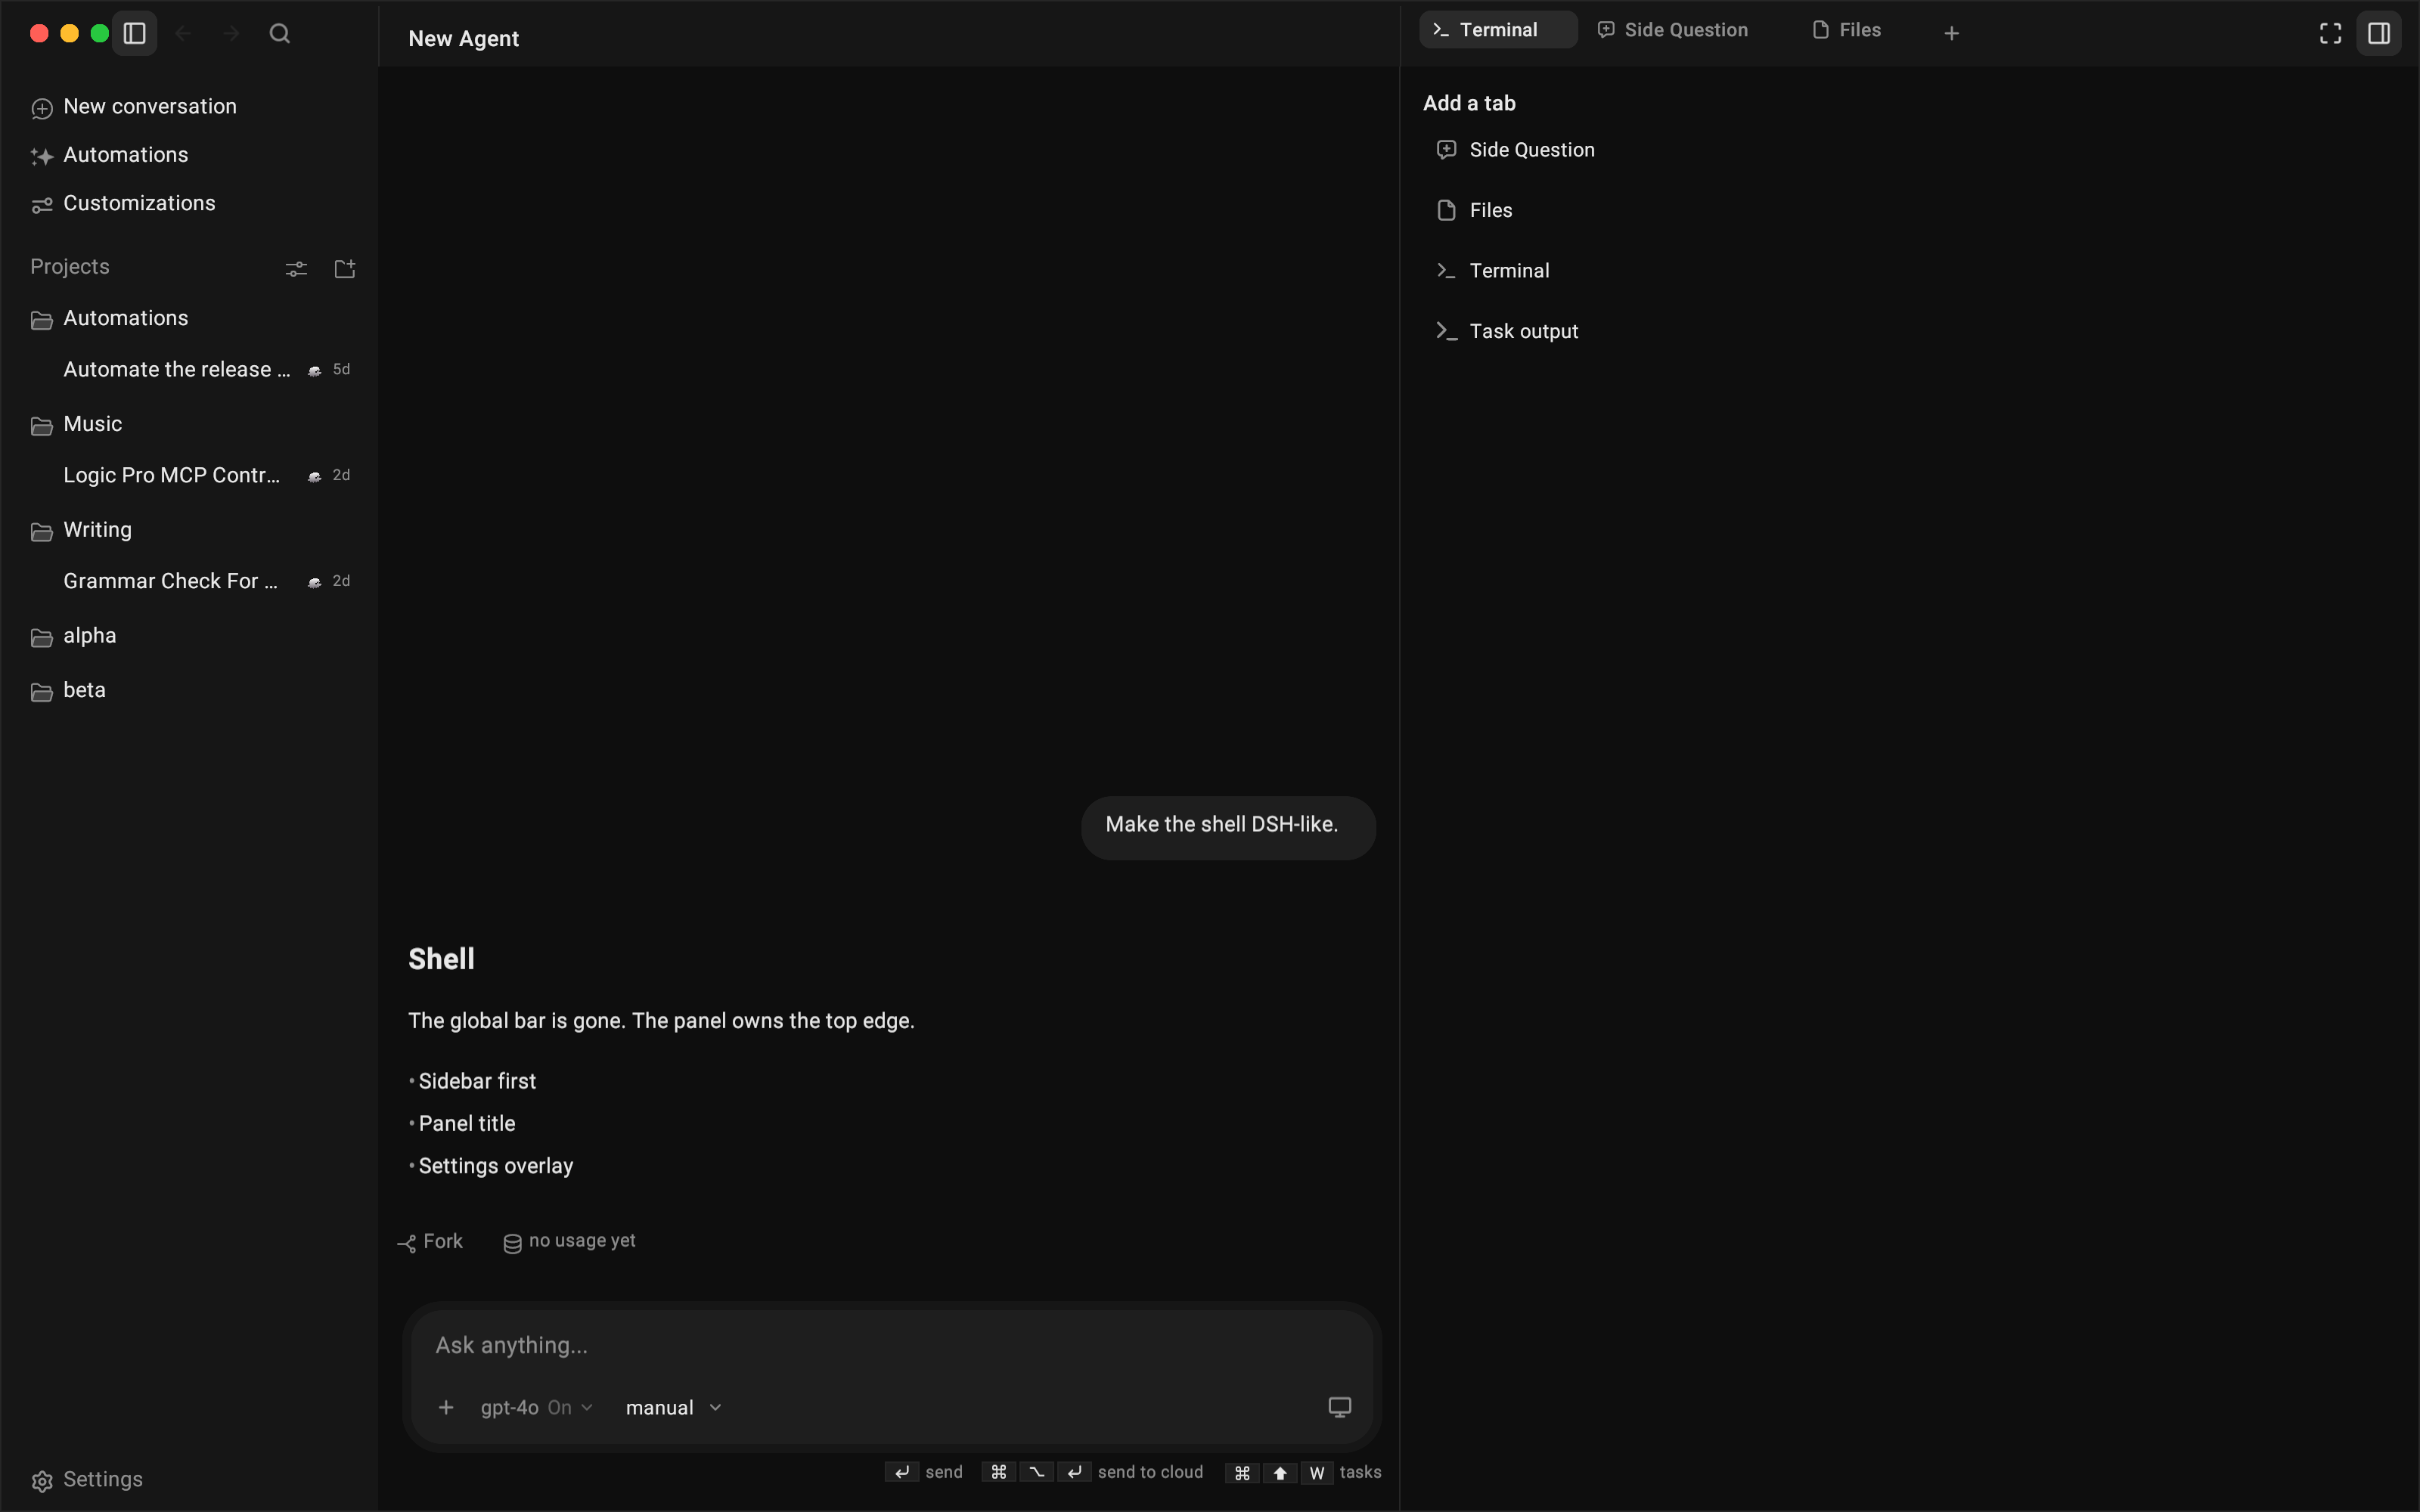 New Agent
Terminal
Side Question
Files
New conversation
Automations
Customizations
Projects
Automations
Automate the release ...
5d
Music
Logic Pro MCP Contr...
2d
Writing
Grammar Check For ...
2d
alpha
beta
Settings
Make the shell DSH-like.
Shell
The global bar is gone. The panel owns the top edge.
• Sidebar first
• Panel title
• Settings overlay
Fork
no usage yet
Ask anything...
gpt-4o On
manual
send
send to cloud
W tasks
Add a tab
Side Question
Files
Terminal
Task output